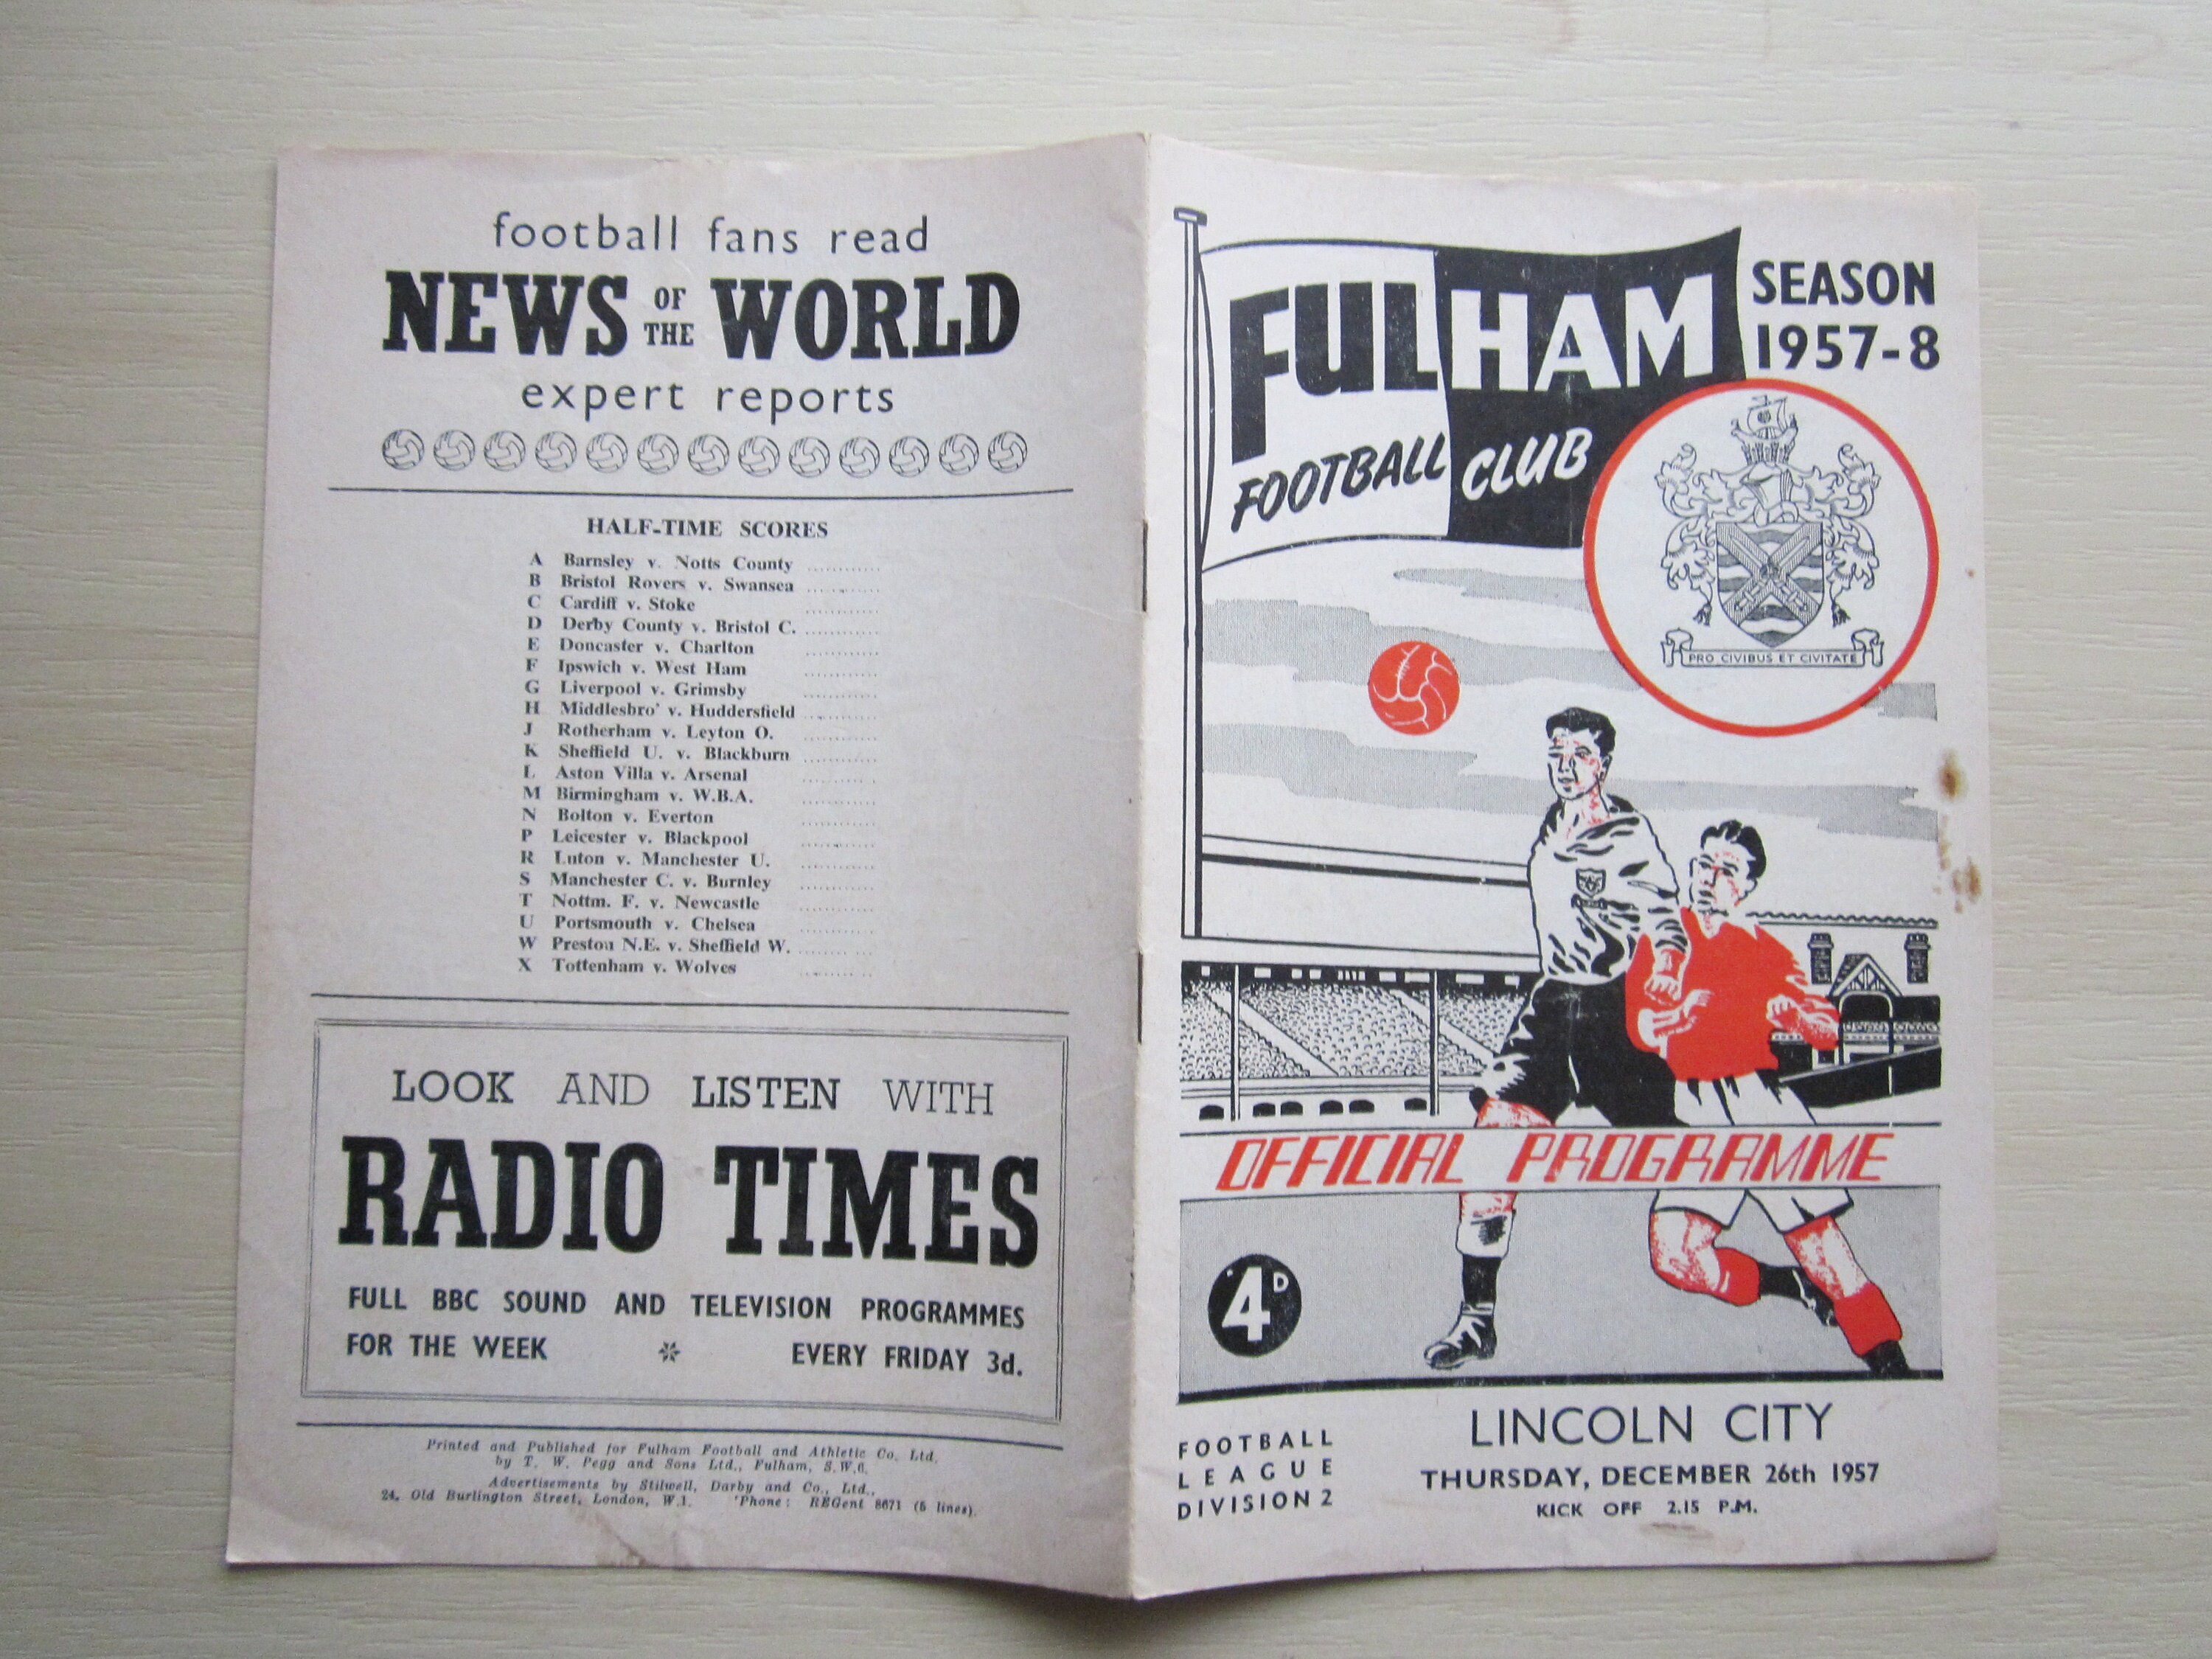 football fans read
NEWS OF THE WORLD
expert reports
HALF-TIME SCORES
A Barnsley v. Notts County ............
B Bristol Rovers v. Swansea ............
C Cardiff v. Stoke ............
D Derby County v. Bristol C. ............
E Doncaster v. Charlton ............
F Ipswich v. West Ham ............
G Liverpool v. Grimsby ............
H Middlesbro' v. Huddersfield ............
J Rotherham v. Leyton O. ............
K Sheffield U. v. Blackburn ............
L Aston Villa v. Arsenal ............
M Birmingham v. W.B.A. ............
N Bolton v. Everton ............
P Leicester v. Blackpool ............
R Luton v. Manchester U. ............
S Manchester C. v. Burnley ............
T Nottm. F. v. Newcastle ............
U Portsmouth v. Chelsea ............
W Preston N.E. v. Sheffield W. ............
X Tottenham v. Wolves ............
LOOK AND LISTEN WITH
RADIO TIMES
FULL BBC SOUND AND TELEVISION PROGRAMMES
FOR THE WEEK EVERY FRIDAY 3d.
Printed and Published for Fulham Football and Athletic Co. Ltd.
by T. W. Pegg and Sons Ltd., Fulham, S.W.6.
Advertisements by Stilwell, Darby and Co., Ltd.,
24, Old Burlington Street, London, W.1. 'Phone: REGent 8671 (5 lines).
FULHAM
FOOTBALL CLUB
SEASON
1957-8
PRO CIVIBUS ET CIVITATE
OFFICIAL PROGRAMME
4D
FOOTBALL
LEAGUE
DIVISION 2
LINCOLN CITY
THURSDAY, DECEMBER 26th 1957
KICK OFF 2.15 P.M.